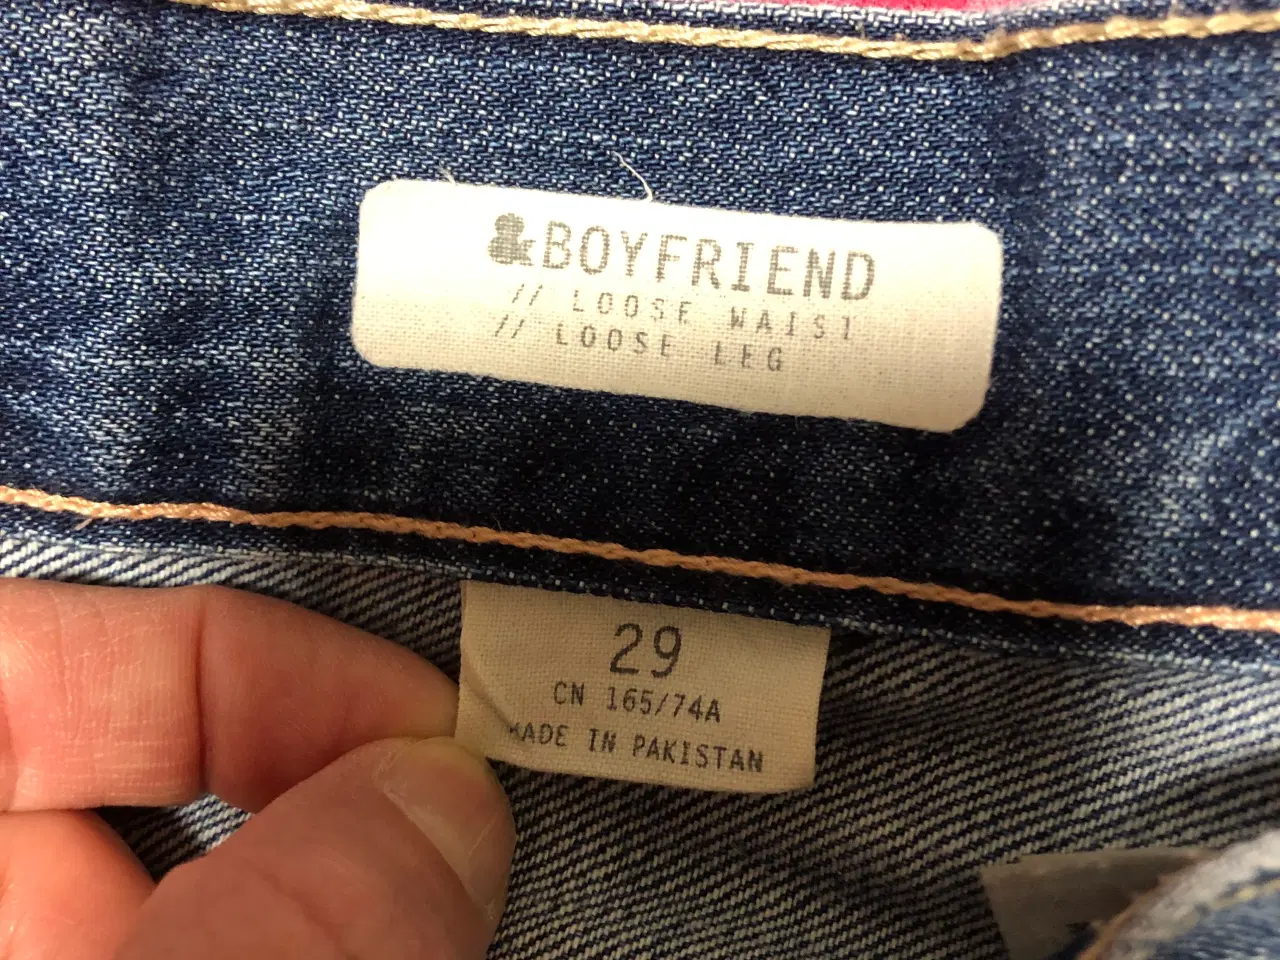 &BOYFRIEND
// LOOSE WAIST
// LOOSE LEG
29
CN 165/74A
MADE IN PAKISTAN